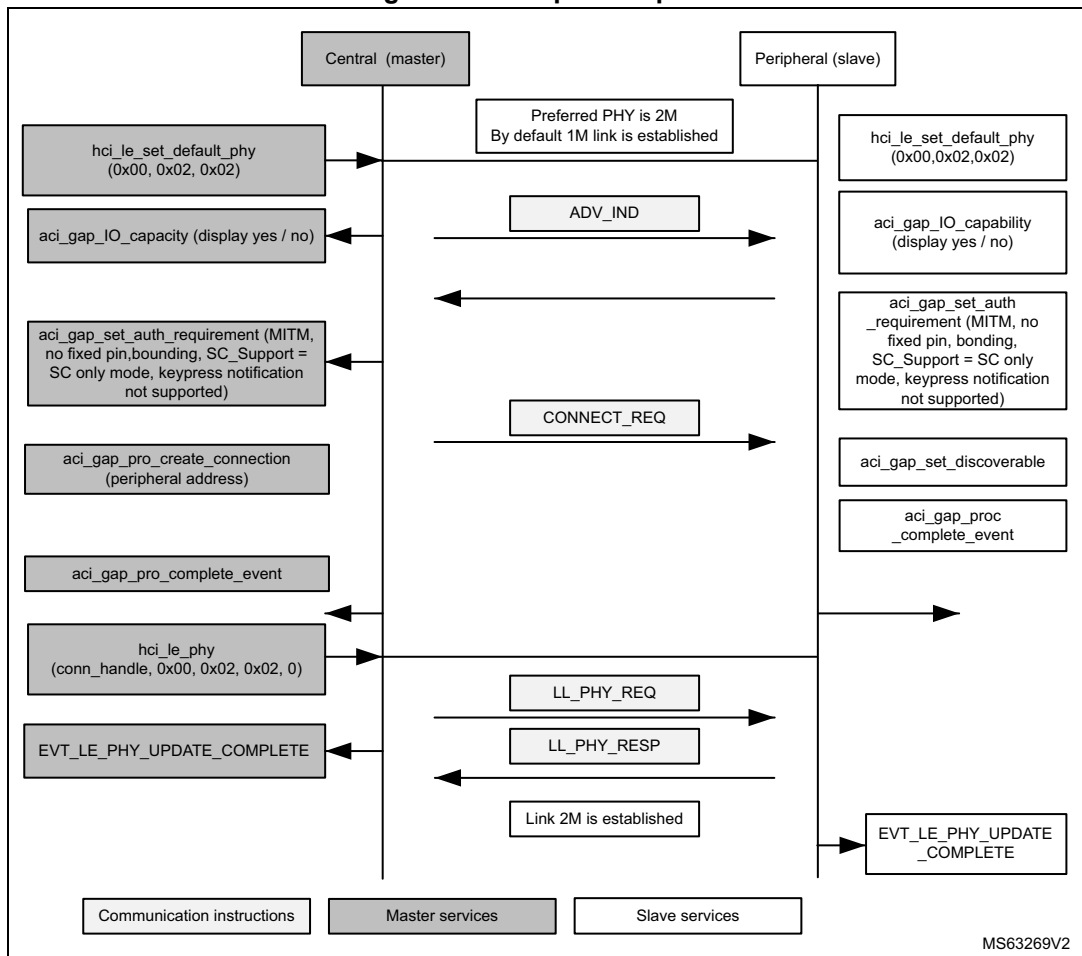 Central (master)
Peripheral (slave)
Preferred PHY is 2M
By default 1M link is established
hci_le_set_default_phy
(0x00, 0x02, 0x02)
hci_le_set_default_phy
(0x00,0x02,0x02)
ADV_IND
aci_gap_IO_capacity (display yes / no)
aci_gap_IO_capability
(display yes / no)
aci_gap_set_auth_requirement (MITM,
no fixed pin,bounding, SC_Support =
SC only mode, keypress notification
not supported)
aci_gap_set_auth
_requirement (MITM, no
fixed pin, bonding,
SC_Support = SC only
mode, keypress notification
not supported)
CONNECT_REQ
aci_gap_pro_create_connection
(peripheral address)
aci_gap_set_discoverable
aci_gap_proc
_complete_event
aci_gap_pro_complete_event
hci_le_phy
(conn_handle, 0x00, 0x02, 0x02, 0)
LL_PHY_REQ
EVT_LE_PHY_UPDATE_COMPLETE
LL_PHY_RESP
Link 2M is established
EVT_LE_PHY_UPDATE
_COMPLETE
Communication instructions
Master services
Slave services
MS63269V2